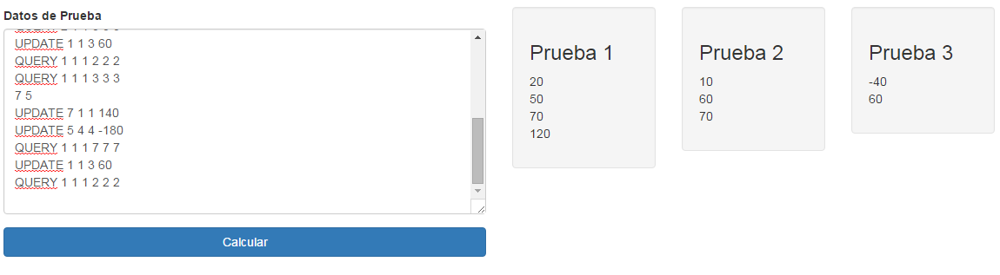 Datos de Prueba
UPDATE 1 1 3 60
QUERY 1 1 1 2 2 2
QUERY 1 1 1 3 3 3
7 5
UPDATE 7 1 1 140
UPDATE 5 4 4 -180
QUERY 1 1 1 7 7 7
UPDATE 1 1 3 60
QUERY 1 1 1 2 2 2
Calcular
Prueba 1
20
50
70
120
Prueba 2
10
60
70
Prueba 3
-40
60